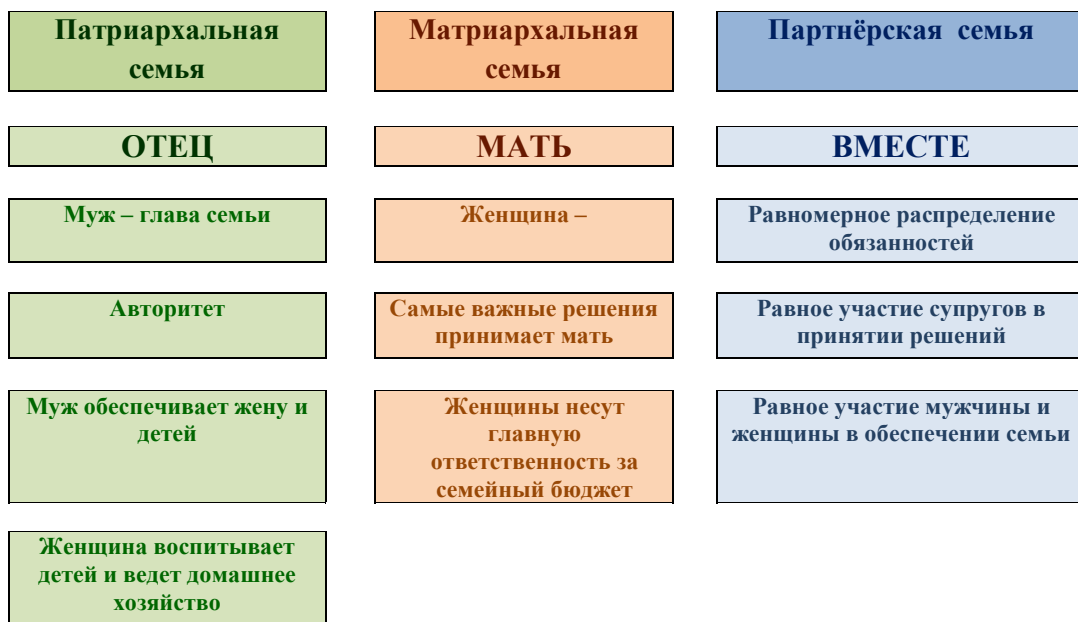 Патриархальная
семья
Матриархальная
семья
Партнёрская семья
ОТЕЦ
МАТЬ
ВМЕСТЕ
Муж – глава семьи
Женщина –
Равномерное распределение
обязанностей
Авторитет
Самые важные решения
принимает мать
Равное участие супругов в
принятии решений
Муж обеспечивает жену и
детей
Женщины несут
главную
ответственность за
семейный бюджет
Равное участие мужчины и
женщины в обеспечении семьи
Женщина воспитывает
детей и ведет домашнее
хозяйство